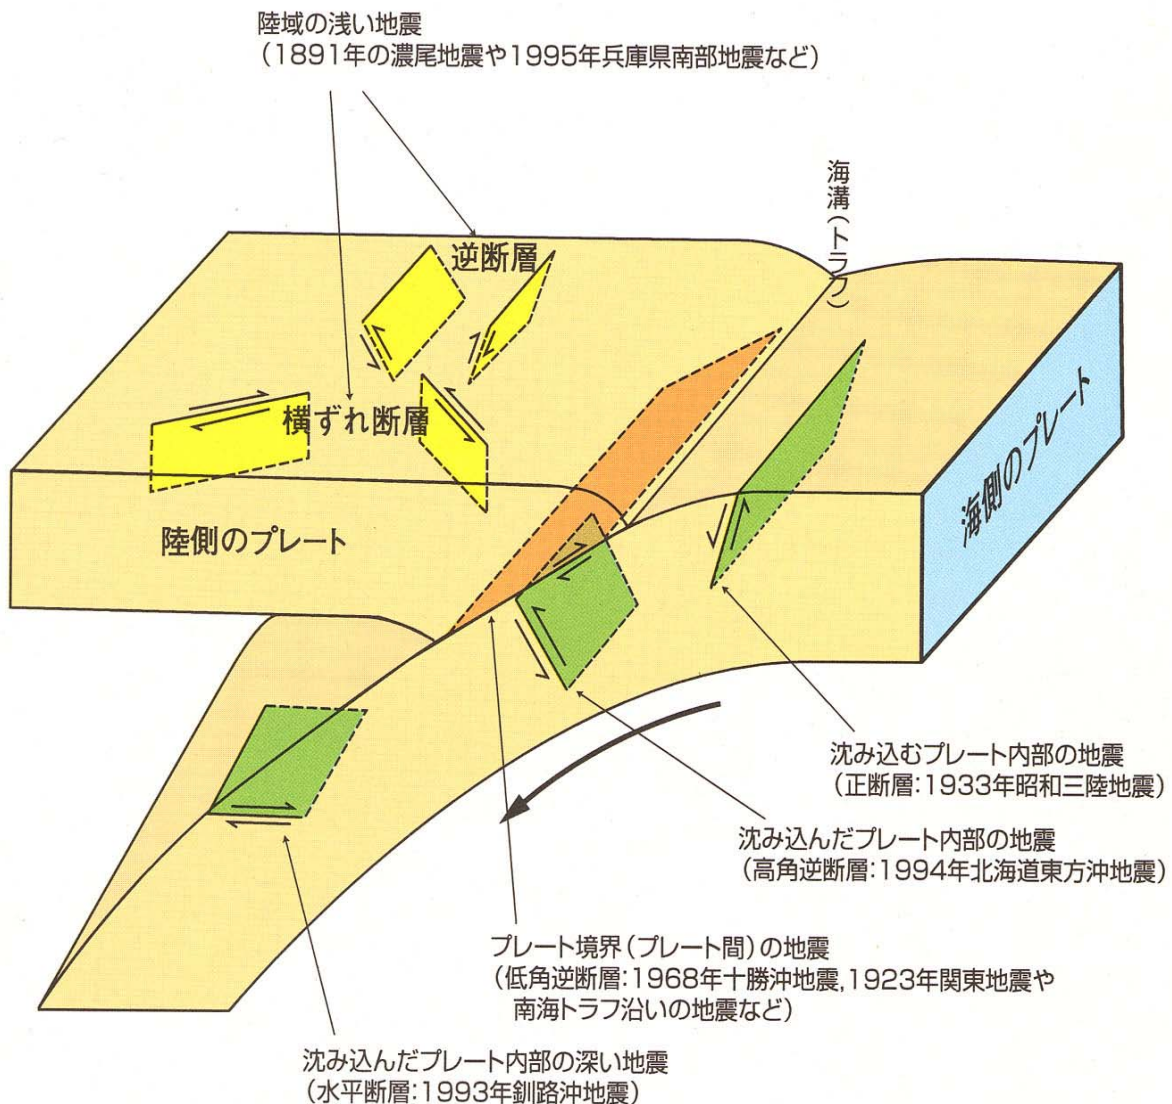 陸域の浅い地震
(1891年の濃尾地震や1995年兵庫県南部地震など)
海溝(トラフ)
逆断層
横ずれ断層
陸側のプレート
海側のプレート
沈み込むプレート内部の地震
(正断層:1933年昭和三陸地震)
沈み込んだプレート内部の地震
(高角逆断層:1994年北海道東方沖地震)
プレート境界(プレート間)の地震
(低角逆断層:1968年十勝沖地震,1923年関東地震や
南海トラフ沿いの地震など)
沈み込んだプレート内部の深い地震
(水平断層:1993年釧路沖地震)